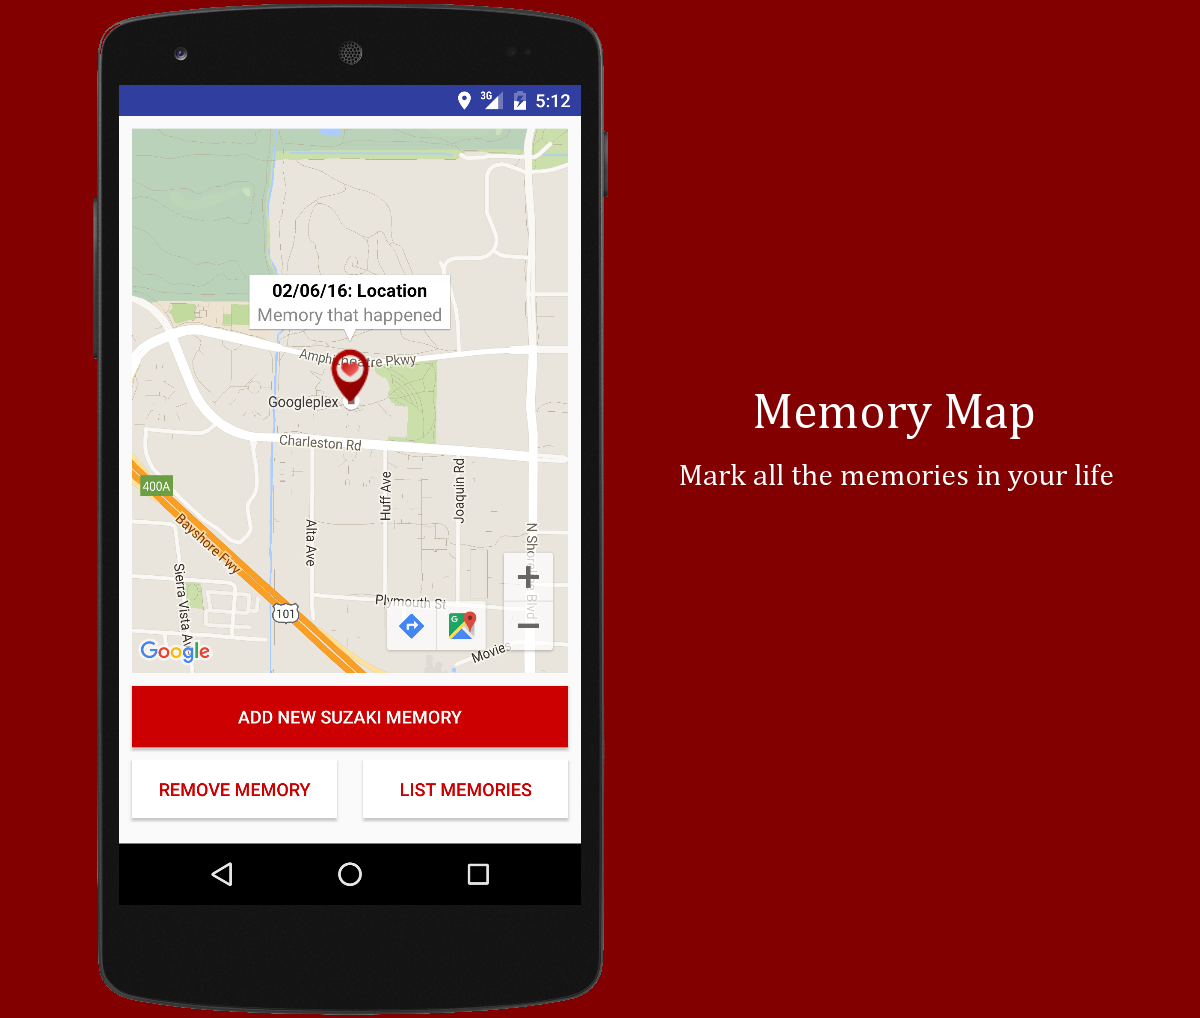 3G
5:12
02/06/16: Location
Memory that happened
Amphitheatre Pkwy
Googleplex
Charleston Rd
400A
Bayshore Fwy
Huff Ave
Joaquin Rd
Alta Ave
N Shoreline Blvd
Sierra Vista Av
Plymouth St
101
G
Movies
Google
ADD NEW SUZAKI MEMORY
REMOVE MEMORY
LIST MEMORIES
Memory Map
Mark all the memories in your life